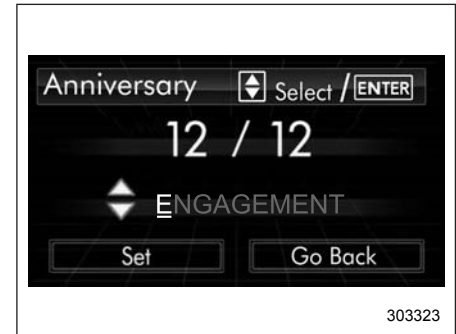 Anniversary Select / ENTER
12 / 12
ENGAGEMENT
Set Go Back
303323